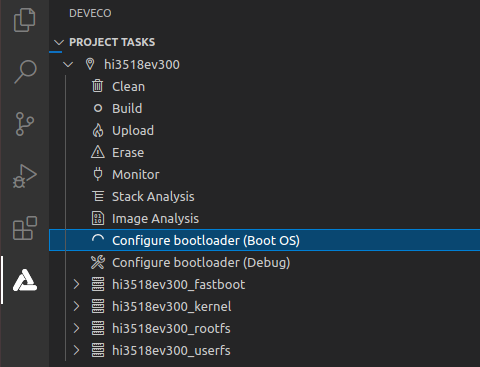 DEVECO
PROJECT TASKS
hi3518ev300
Clean
Build
Upload
Erase
Monitor
Stack Analysis
Image Analysis
Configure bootloader (Boot OS)
Configure bootloader (Debug)
hi3518ev300_fastboot
hi3518ev300_kernel
hi3518ev300_rootfs
hi3518ev300_userfs